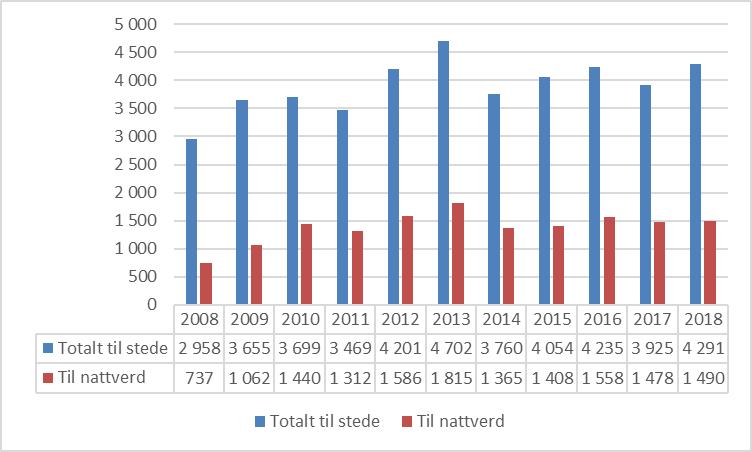 5 000
4 500
4 000
3 500
3 000
2 500
2 000
1 500
1 000
500
0
2008 2009 2010 2011 2012 2013 2014 2015 2016 2017 2018
Totalt til stede 2 958 3 655 3 699 3 469 4 201 4 702 3 760 4 054 4 235 3 925 4 291
Til nattverd 737 1 062 1 440 1 312 1 586 1 815 1 365 1 408 1 558 1 478 1 490
Totalt til stede Til nattverd